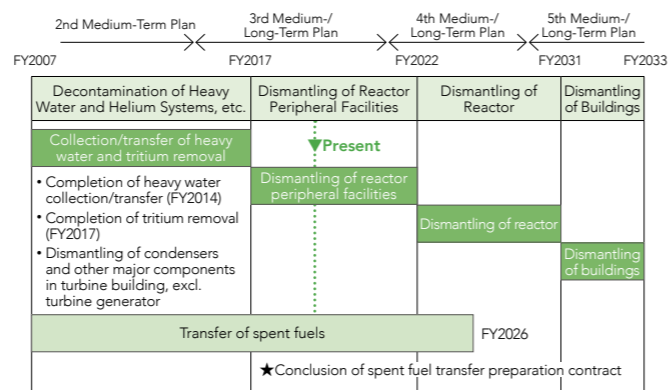 2nd Medium-Term Plan
3rd Medium-/
Long-Term Plan
4th Medium-/
Long-Term Plan
5th Medium-/
Long-Term Plan
FY2007
FY2017
FY2022
FY2031
FY2033
Decontamination of Heavy
Water and Helium Systems, etc.
Dismantling of Reactor
Peripheral Facilities
Dismantling of
Reactor
Dismantling
of Buildings
Collection/transfer of heavy
water and tritium removal
Present
• Completion of heavy water
collection/transfer (FY2014)
• Completion of tritium removal
(FY2017)
• Dismantling of condensers
and other major components
in turbine building, excl.
turbine generator
Dismantling of reactor
peripheral facilities
Dismantling of reactor
Dismantling
of buildings
Transfer of spent fuels
FY2026
★Conclusion of spent fuel transfer preparation contract